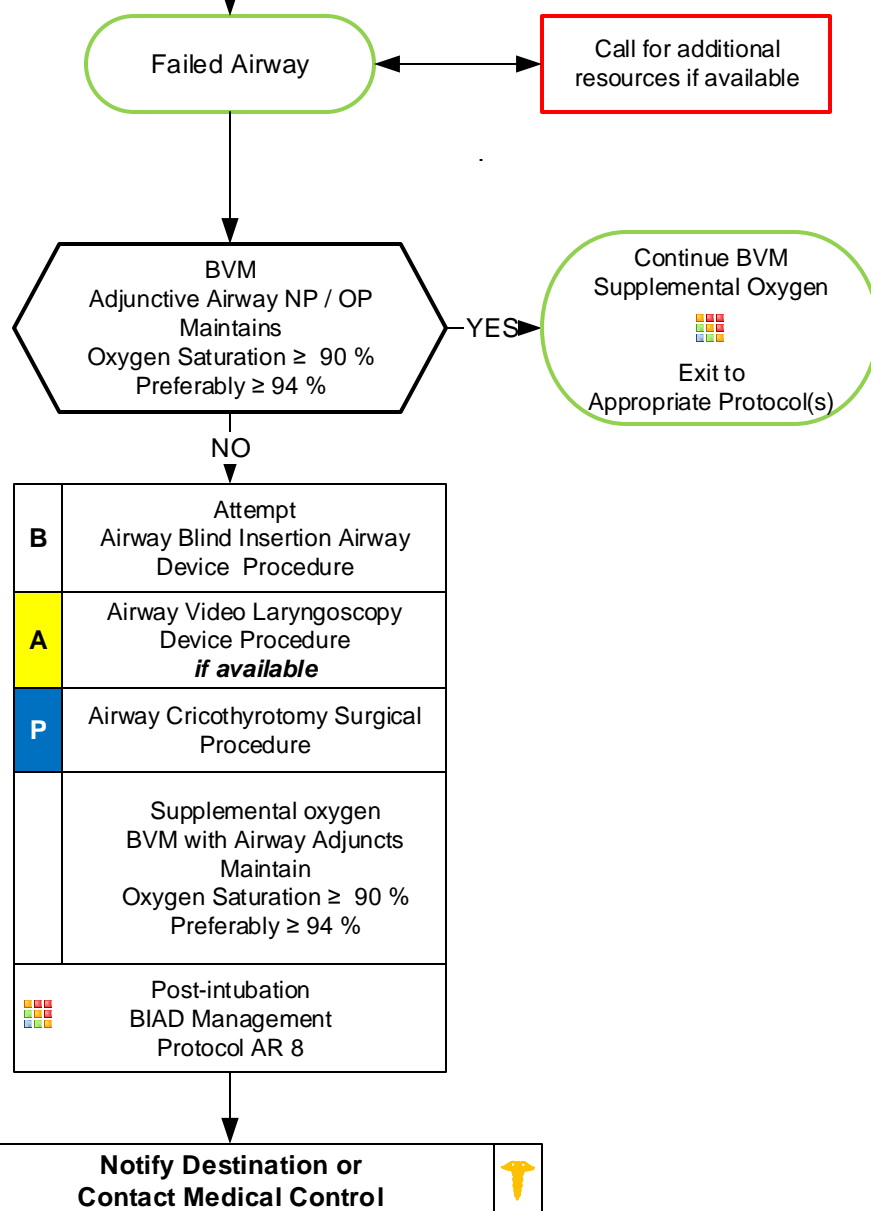 Failed Airway
Call for additional
resources if available
.
BVM
Adjunctive Airway NP / OP
Maintains
Oxygen Saturation ≥ 90 %
Preferably ≥ 94 %
YES
Continue BVM
Supplemental Oxygen
Exit to
Appropriate Protocol(s)
NO
B
Attempt
Airway Blind Insertion Airway
Device Procedure
A
Airway Video Laryngoscopy
Device Procedure
if available
P
Airway Cricothyrotomy Surgical
Procedure
Supplemental oxygen
BVM with Airway Adjuncts
Maintain
Oxygen Saturation ≥ 90 %
Preferably ≥ 94 %
Post-intubation
BIAD Management
Protocol AR 8
Notify Destination or
Contact Medical Control